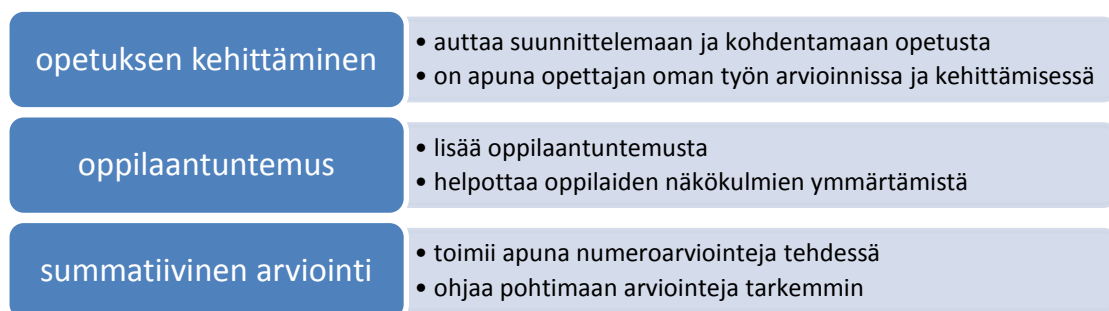 opetuksen kehittäminen
• auttaa suunnittelemaan ja kohdentamaan opetusta
• on apuna opettajan oman työn arvioinnissa ja kehittämisessä
oppilaantuntemus
• lisää oppilaantuntemusta
• helpottaa oppilaiden näkökulmien ymmärtämistä
summatiivinen arviointi
• toimii apuna numeroarviointeja tehdessä
• ohjaa pohtimaan arviointeja tarkemmin